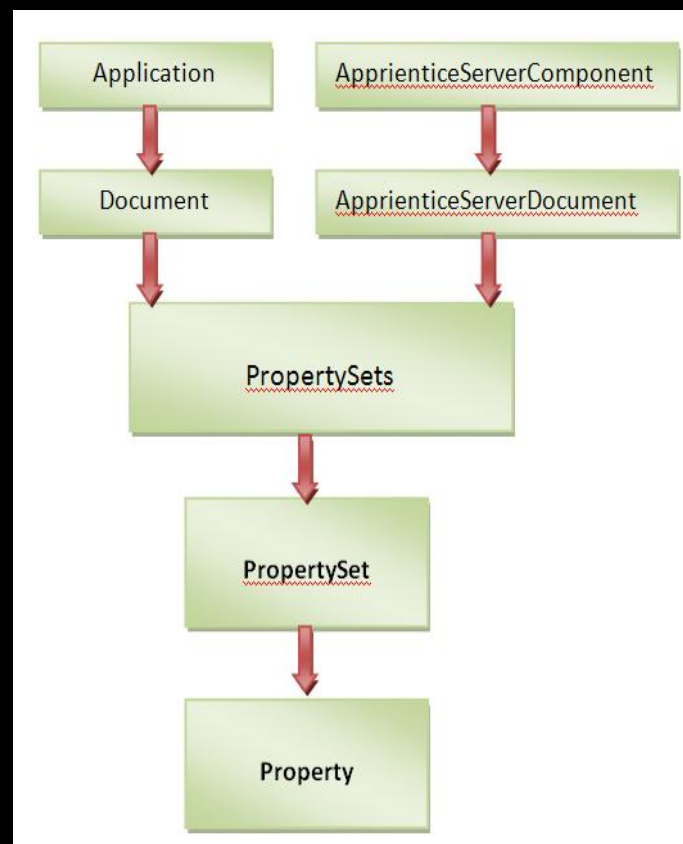 Application
ApprienticeServerComponent
Document
ApprienticeServerDocument
PropertySets
PropertySet
Property